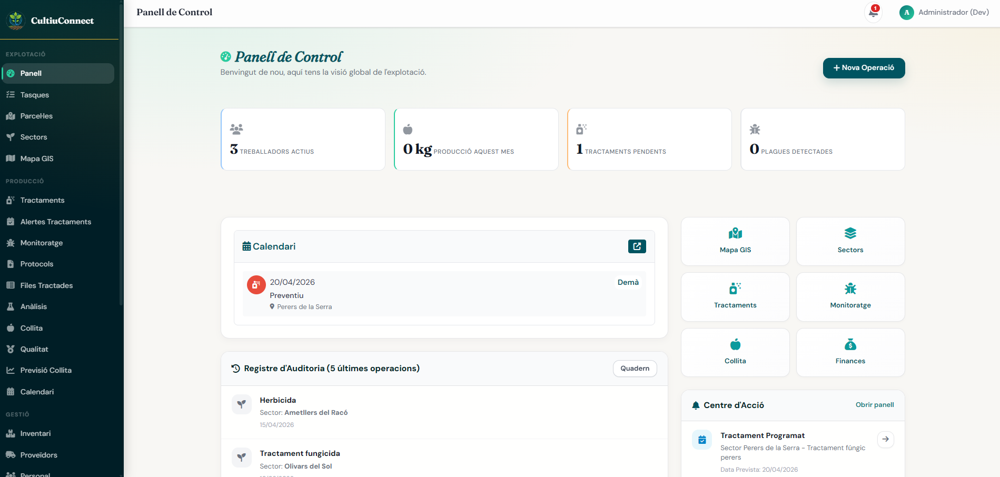 CultiuConnect
EXPLOTACIÓ
Panell
Tasques
Parcel·les
Sectors
Mapa GIS
PRODUCCIÓ
Tractaments
Alertes Tractaments
Monitoratge
Protocols
Files Tractades
Anàlisis
Collita
Qualitat
Previsió Collita
Calendari
GESTIÓ
Inventari
Proveïdors
Personal
Panell de Control
1
A
Administrador (Dev)
Panell de Control
Benvingut de nou, aquí tens la visió global de l'explotació.
+ Nova Operació
3 TREBALLADORS ACTIUS
0 kg PRODUCCIÓ AQUEST MES
1 TRACTAMENTS PENDENTS
0 PLAGUES DETECTADES
Calendari
20/04/2026
Demà
Preventiu
Perers de la Serra
Registre d'Auditoria (5 últimes operacions)
Quadern
Herbicida
Sector: Ametllers del Racó
15/04/2026
Tractament fungicida
Sector: Olivars del Sol
Mapa GIS
Sectors
Tractaments
Monitoratge
Collita
Finances
Centre d'Acció
Obrir panell
Tractament Programat
Sector Perers de la Serra - Tractament fúngic
perers
Data Prevista: 20/04/2026